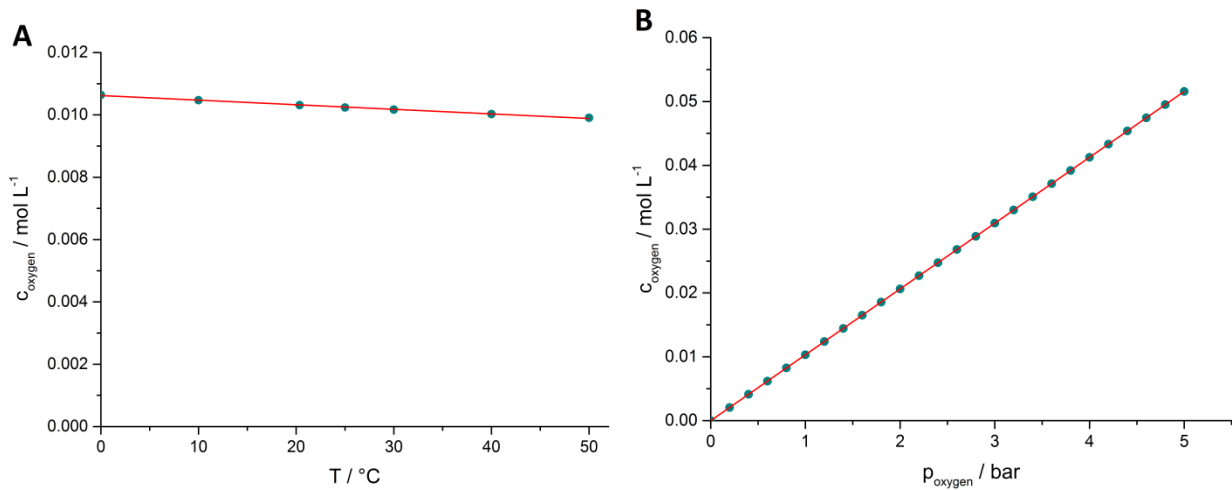 A
0.012
0.010
0.008
0.006
0.004
0.002
0.000
c_oxygen / mol L⁻¹
0 10 20 30 40 50
T / °C
B
0.06
0.05
0.04
0.03
0.02
0.01
0.00
c_oxygen / mol L⁻¹
0 1 2 3 4 5
p_oxygen / bar